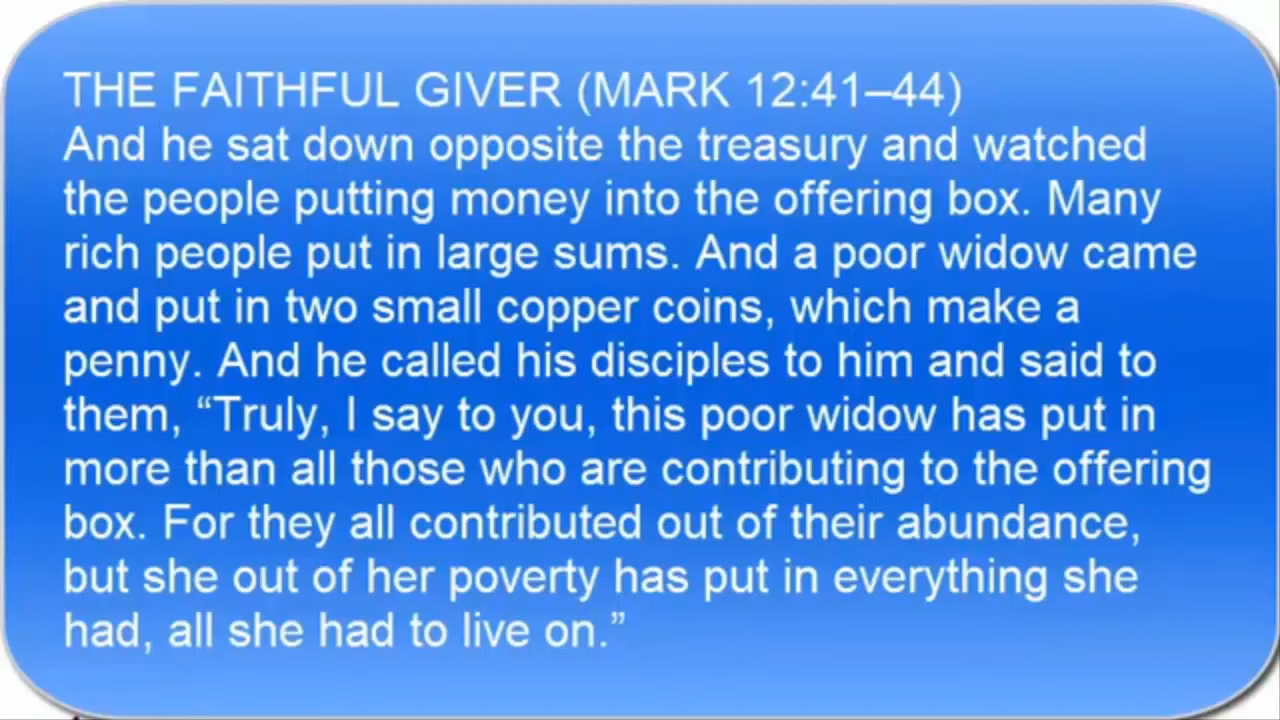 THE FAITHFUL GIVER (MARK 12:41–44)
And he sat down opposite the treasury and watched
the people putting money into the offering box. Many
rich people put in large sums. And a poor widow came
and put in two small copper coins, which make a
penny. And he called his disciples to him and said to
them, “Truly, I say to you, this poor widow has put in
more than all those who are contributing to the offering
box. For they all contributed out of their abundance,
but she out of her poverty has put in everything she
had, all she had to live on.”